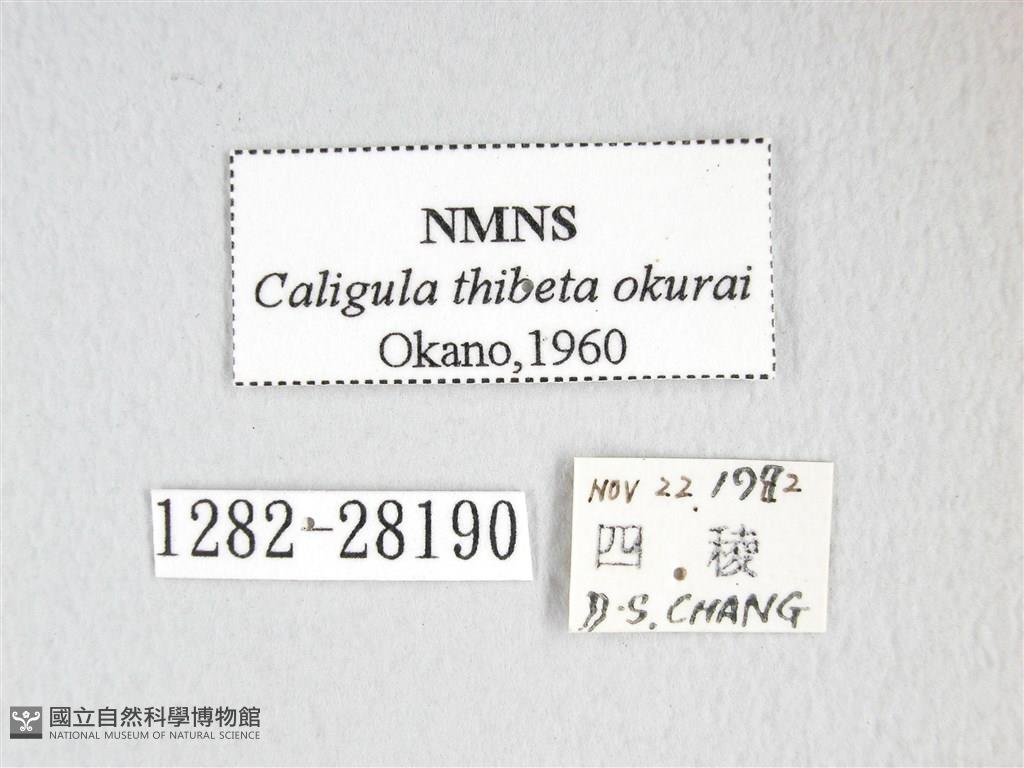 NMNS
Caligula thibeta okurai
Okano,1960
1282-28190
NOV 22 1982
四 稜
D.S. CHANG
國立自然科學博物館
NATIONAL MUSEUM OF NATURAL SCIENCE